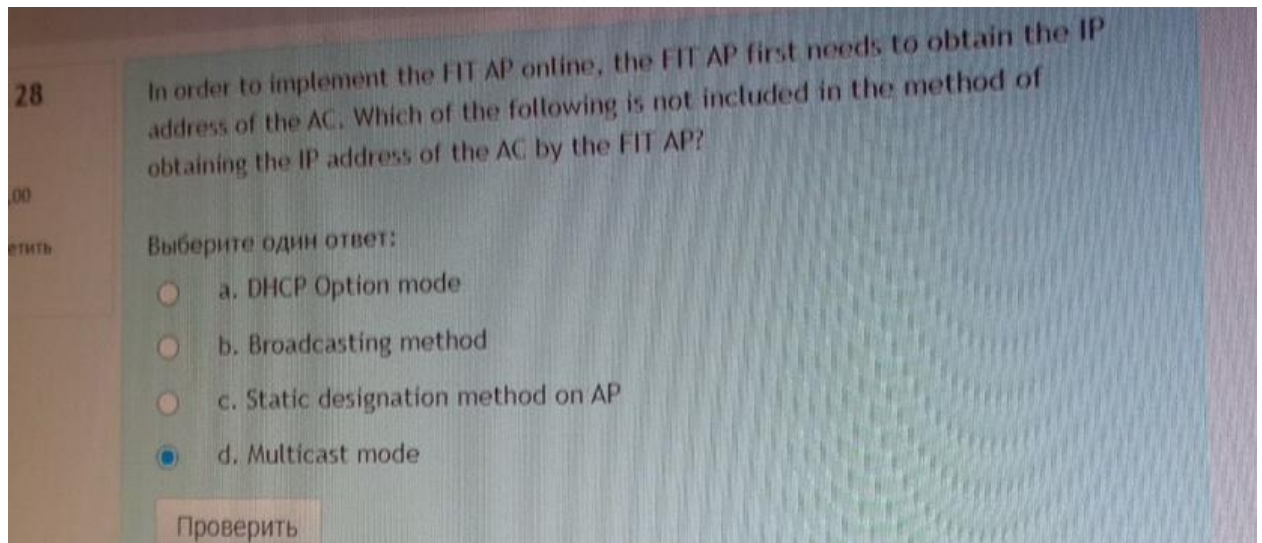 28
In order to implement the FIT AP online, the FIT AP first needs to obtain the IP
address of the AC. Which of the following is not included in the method of
obtaining the IP address of the AC by the FIT AP?
,00
етить
Выберите один ответ:
a. DHCP Option mode
b. Broadcasting method
c. Static designation method on AP
d. Multicast mode
Проверить